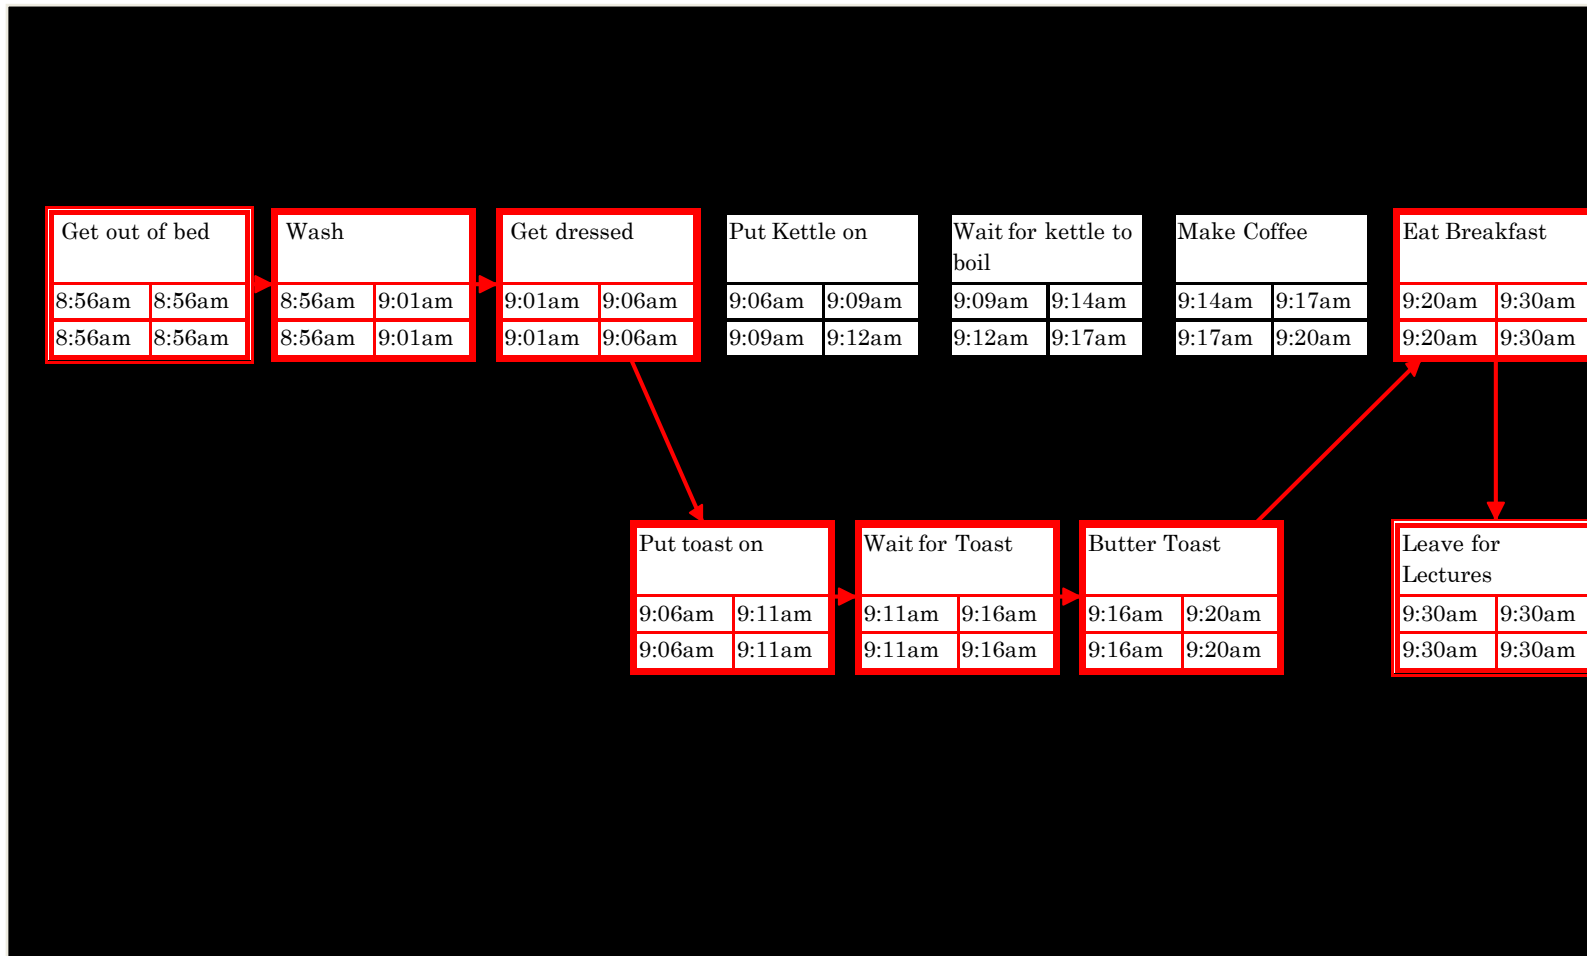 Get out of bed
8:56am 8:56am
8:56am 8:56am
Wash
8:56am 9:01am
8:56am 9:01am
Get dressed
9:01am 9:06am
9:01am 9:06am
Put Kettle on
9:06am 9:09am
9:09am 9:12am
Wait for kettle to
boil
9:09am 9:14am
9:12am 9:17am
Make Coffee
9:14am 9:17am
9:17am 9:20am
Eat Breakfast
9:20am 9:30am
9:20am 9:30am
Put toast on
9:06am 9:11am
9:06am 9:11am
Wait for Toast
9:11am 9:16am
9:11am 9:16am
Butter Toast
9:16am 9:20am
9:16am 9:20am
Leave for
Lectures
9:30am 9:30am
9:30am 9:30am